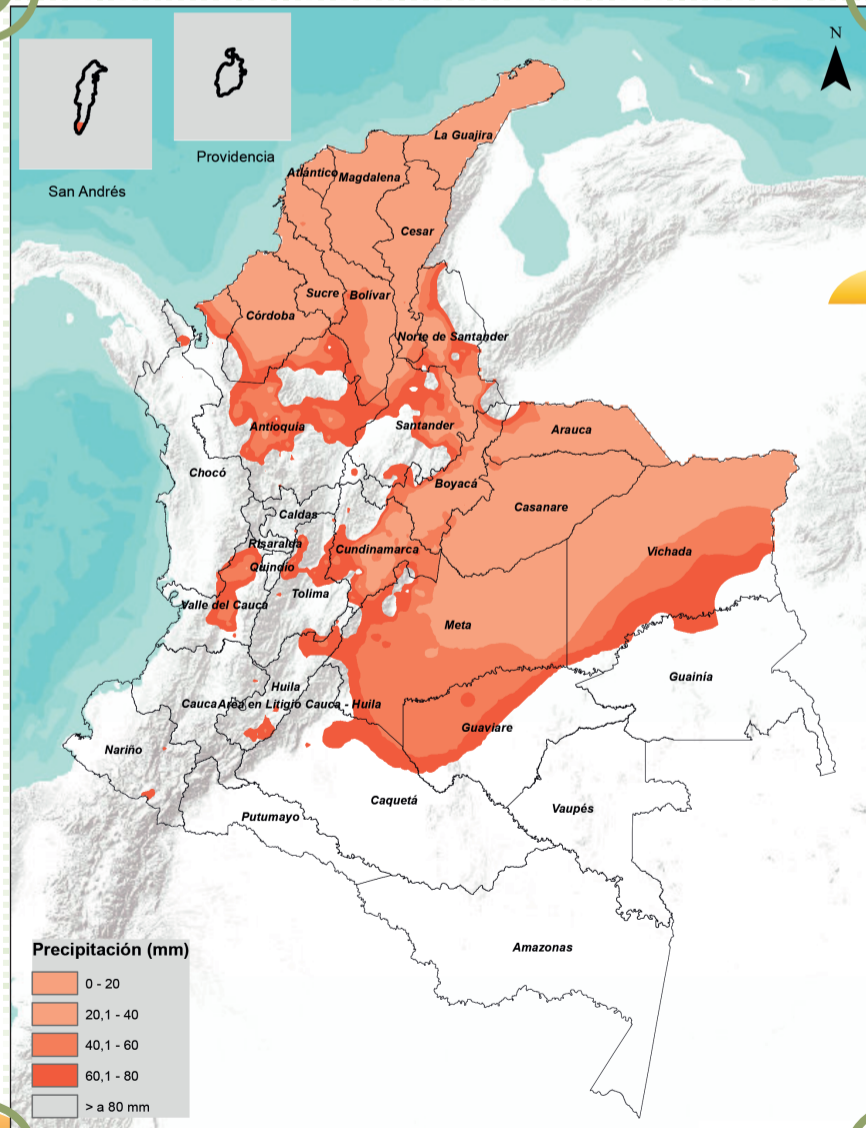 N
San Andrés
Providencia
La Guajira
Atlántico
Magdalena
Cesar
Sucre
Bolívar
Córdoba
Norte de Santander
Antioquia
Santander
Arauca
Chocó
Boyacá
Casanare
Caldas
Risaralda
Cundinamarca
Vichada
Quindío
Tolima
Valle del Cauca
Meta
Guainía
Huila
Cauca
Area en Litigio Cauca - Huila
Guaviare
Nariño
Caquetá
Vaupés
Putumayo
Amazonas
Precipitación (mm)
0 - 20
20,1 - 40
40,1 - 60
60,1 - 80
> a 80 mm